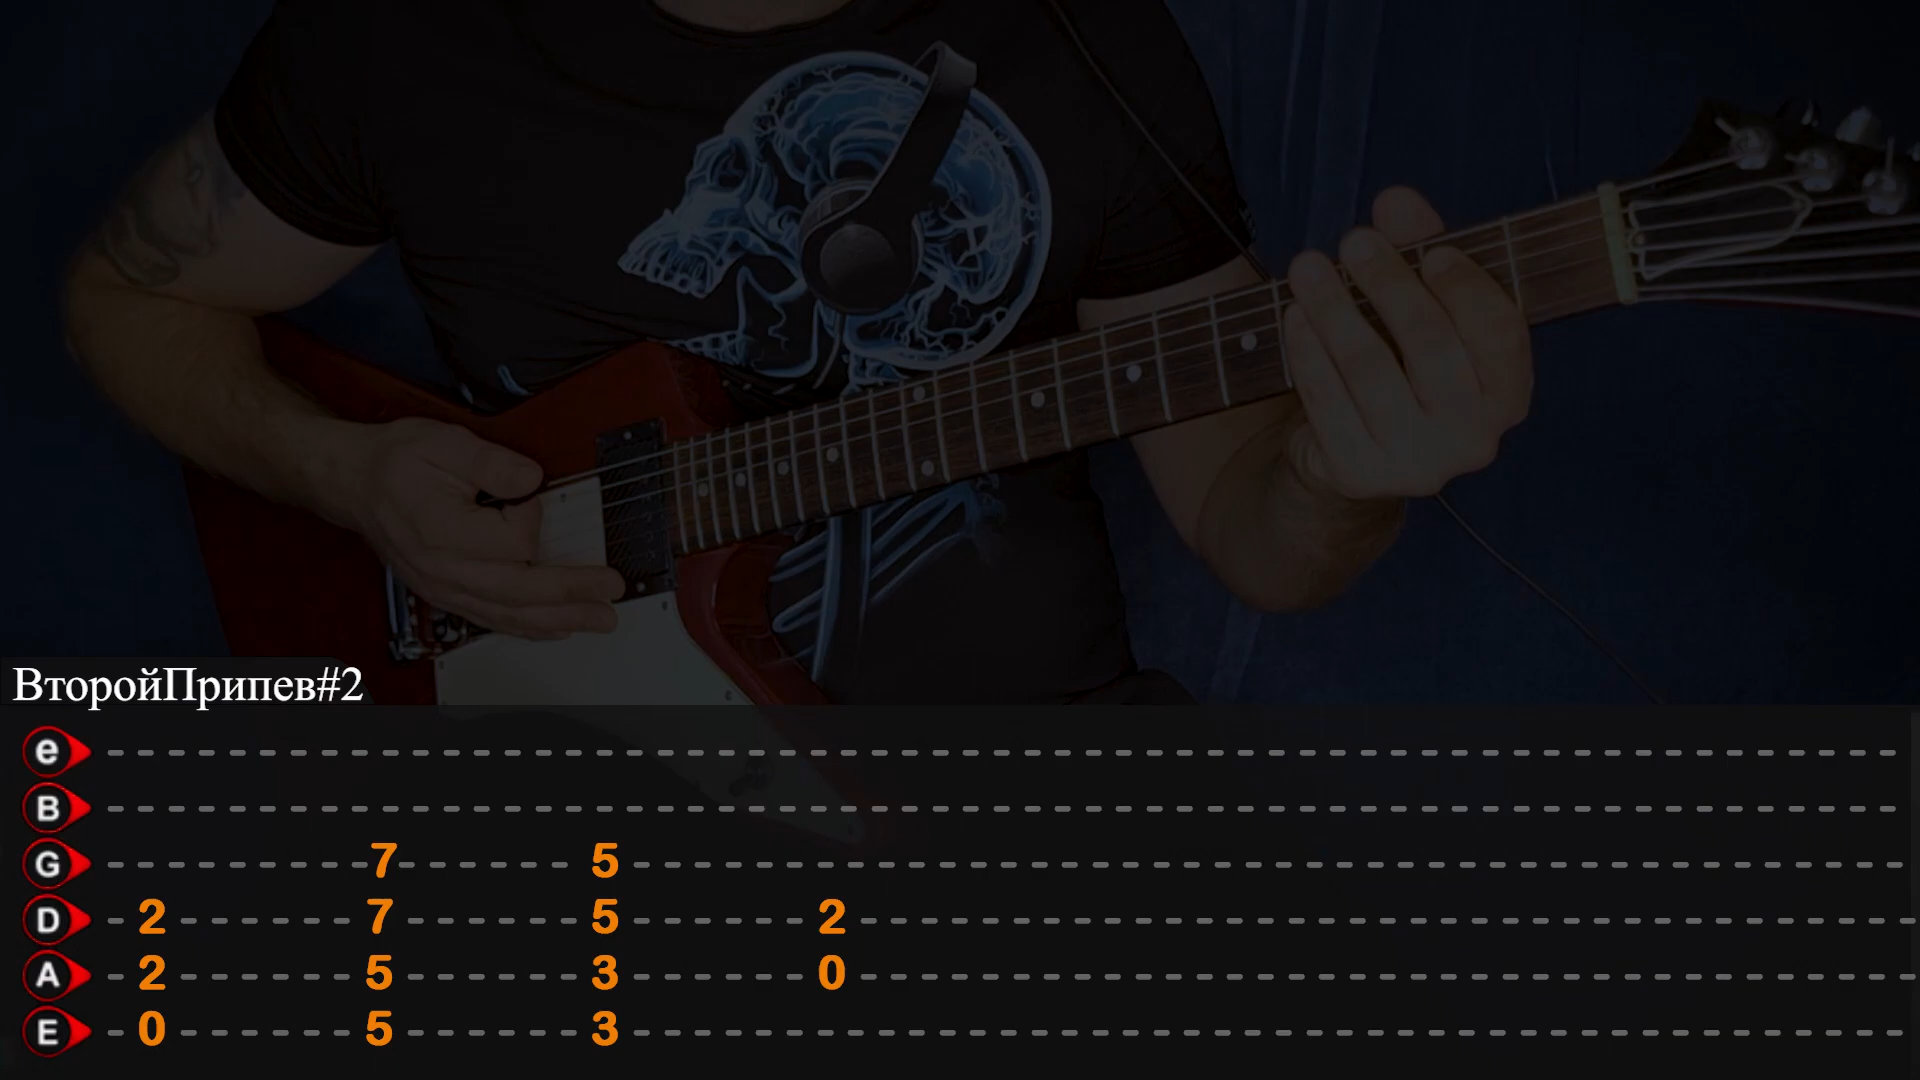 ВторойПрипев#2
e
B
G 7 5
D 2 7 5 2
A 2 5 3 0
E 0 5 3